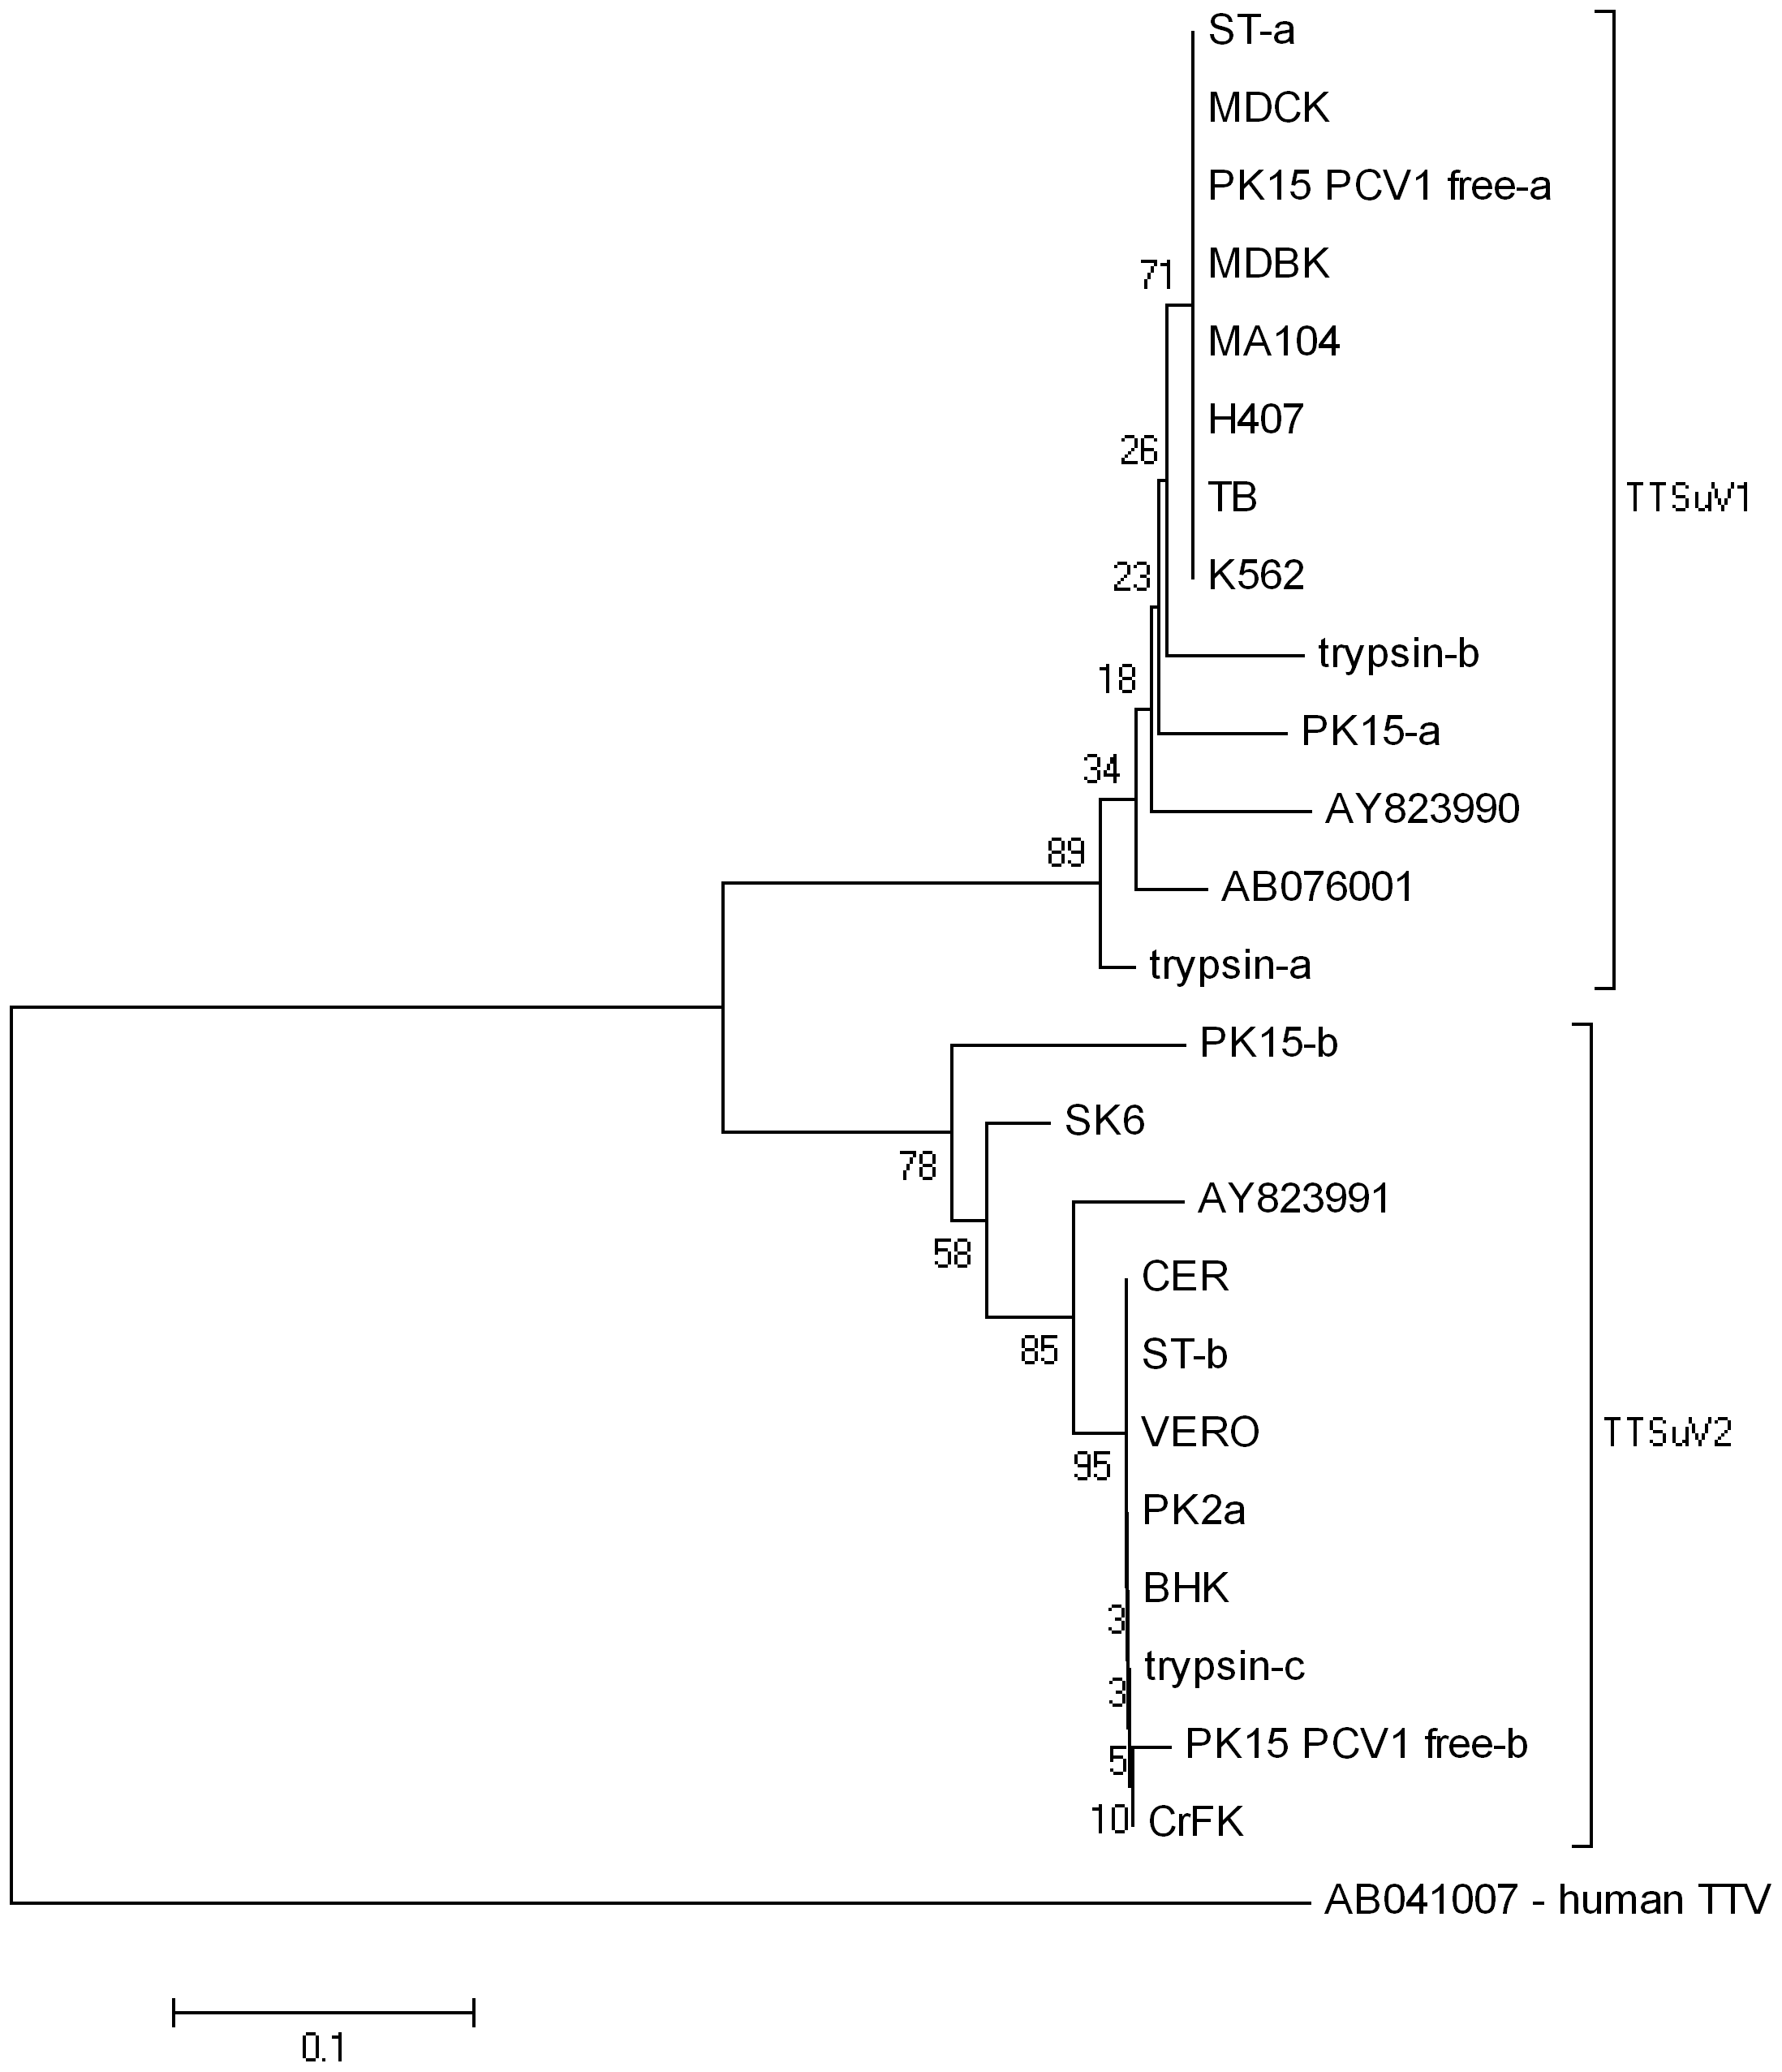 ST-a
MDCK
PK15 PCV1 free-a
MDBK
71
MA104
H407
26
TB
TTSuV1
K562
23
trypsin-b
18
PK15-a
34
AY823990
89
AB076001
trypsin-a
PK15-b
SK6
78
AY823991
58
CER
85
ST-b
VERO
TTSuV2
95
PK2a
BHK
3
trypsin-c
3
PK15 PCV1 free-b
5
10
CrFK
AB041007 - human TTV
0.1